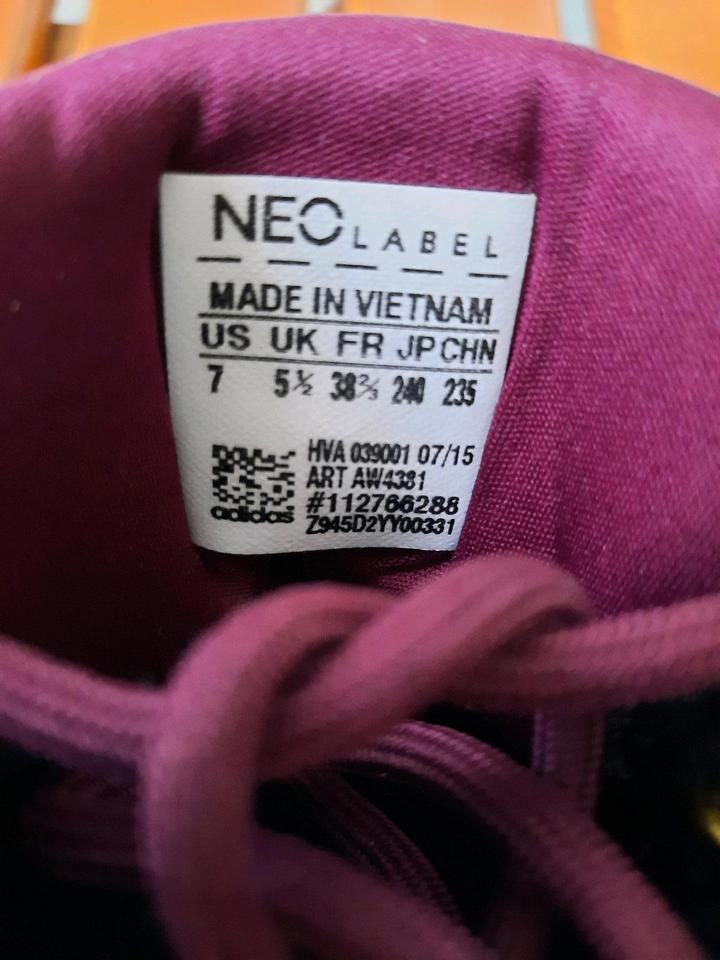 NEO LABEL
MADE IN VIETNAM
US UK FR JP CHN
7 5½ 38⅔ 240 235
HVA 039001 07/15
ART AW4381
#112766288
adidas Z945D2YY00331